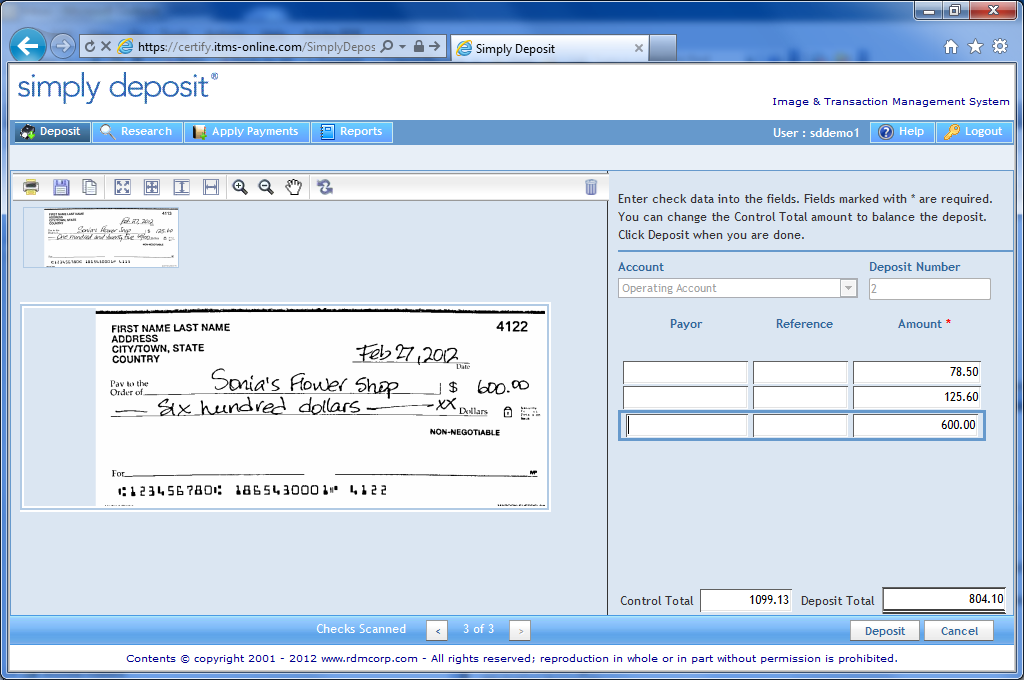 https://certify.itms-online.com/SimplyDepos
Simply Deposit
simply deposit®
Image & Transaction Management System
Deposit Research Apply Payments Reports User : sddemo1 Help Logout
Enter check data into the fields. Fields marked with * are required.
You can change the Control Total amount to balance the deposit.
Click Deposit when you are done.
Account Deposit Number
Operating Account 2
Payor Reference Amount *
78.50
125.60
600.00
FIRST NAME LAST NAME 4122
ADDRESS
CITY/TOWN, STATE
COUNTRY
Feb 27, 2012
Date
Pay to the
Order of Sonia's Flower Shop $ 600.00
Six hundred dollars XX Dollars
NON-NEGOTIABLE
For MP
⑆123456780⑆ 1865430001⑈ 4122
Control Total 1099.13 Deposit Total 804.10
Checks Scanned < 3 of 3 > Deposit Cancel
Contents © copyright 2001 - 2012 www.rdmcorp.com - All rights reserved; reproduction in whole or in part without permission is prohibited.